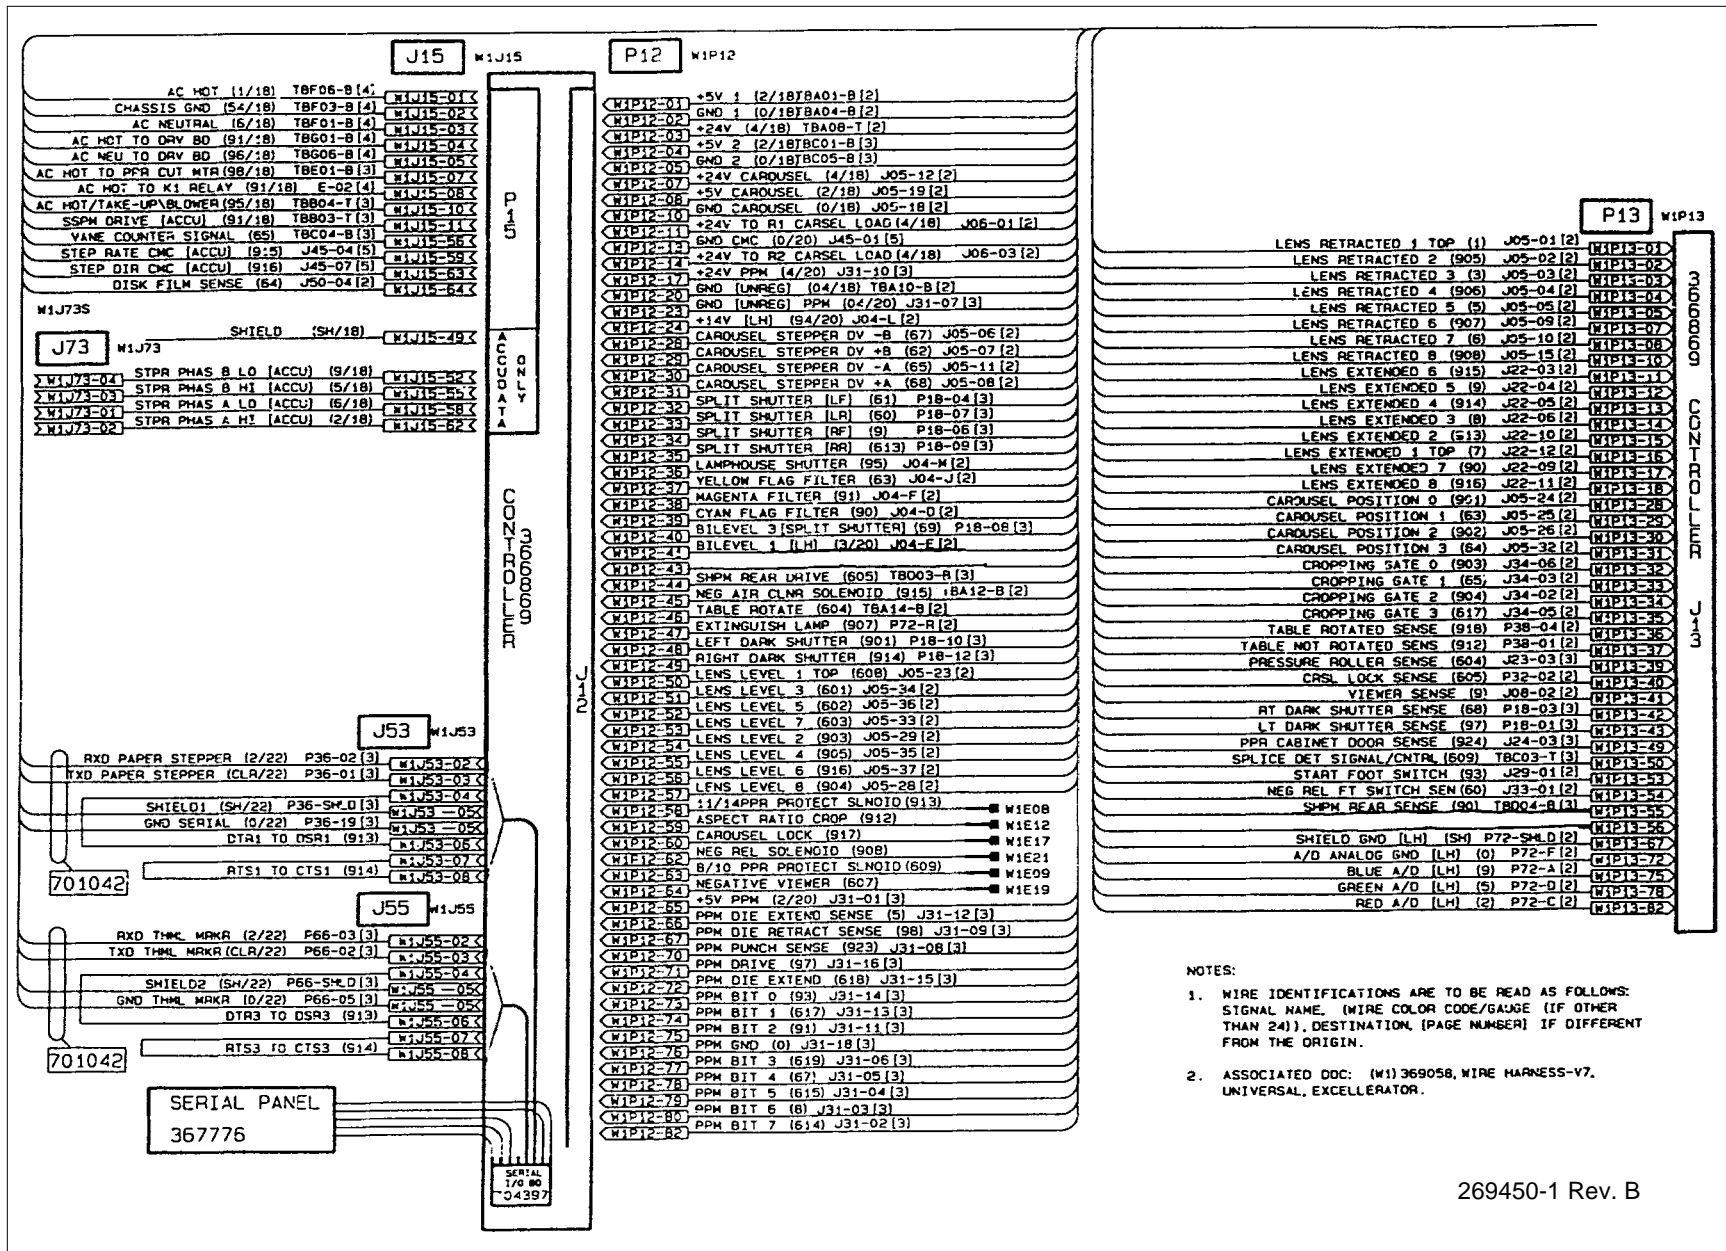 J15 W1J15
AC HOT (1/18) TBF06-B[4] W1J15-01
CHASSIS GND (54/18) TBF03-B[4] W1J15-02
AC NEUTRAL (6/18) TBF01-B[4] W1J15-03
AC HOT TO DRV BD (91/18) TBG01-B[4] W1J15-04
AC NEU TO DRV BD (96/18) TBG06-B[4] W1J15-05
AC HOT TO PPR CUT MTR(98/18) TBE01-B[3] W1J15-07
AC HOT TO K1 RELAY (91/18) E-02[4] W1J15-08
AC HOT/TAKE-UP\BLOWER(95/18) TBB04-T[3] W1J15-10
SSPM DRIVE [ACCU] (91/18) TBB03-T[3] W1J15-11
VANE COUNTER SIGNAL (65) TBC04-B[3] W1J15-56
STEP RATE CMC [ACCU] (915) J45-04[5] W1J15-59
STEP DIR CMC [ACCU] (916) J45-07[5] W1J15-63
DISK FILM SENSE (64) J50-04[2] W1J15-64
P15
W1J73S
SHIELD (SH/18) W1J15-49
J73 W1J73
W1J73-04 STPR PHAS B LO [ACCU] (9/18) W1J15-52
W1J73-03 STPR PHAS B HI [ACCU] (5/18) W1J15-55
W1J73-01 STPR PHAS A LO [ACCU] (6/18) W1J15-58
W1J73-02 STPR PHAS A HI [ACCU] (2/18) W1J15-62
ACCUDATA
ONLY
CONTROLLER
366869
J12
J53 W1J53
RXD PAPER STEPPER (2/22) P36-02[3] W1J53-02
TXD PAPER STEPPER (CLR/22) P36-01[3] W1J53-03
W1J53-04
SHIELD1 (SH/22) P36-SHLD[3] W1J53-05
GND SERIAL (0/22) P36-19[3] W1J53-05
DTR1 TO DSR1 (913) W1J53-06
W1J53-07
RTS1 TO CTS1 (914) W1J53-08
701042
J55 W1J55
RXD THML MRKR (2/22) P66-03[3] W1J55-02
TXD THML MRKR(CLR/22) P66-02[3] W1J55-03
W1J55-04
SHIELD2 (SH/22) P66-SHLD[3] W1J55-05
GND THML MRKR (0/22) P66-05[3] W1J55-05
DTR3 TO DSR3 (913) W1J55-06
W1J55-07
RTS3 TO CTS3 (914) W1J55-08
701042
SERIAL PANEL
367776
SERIAL
I/O BD
704397
P12 W1P12
W1P12-01 +5V 1 (2/18)TBA01-B[2]
W1P12-02 GND 1 (0/18)TBA04-B[2]
W1P12-03 +24V (4/18) TBA08-T[2]
W1P12-04 +5V 2 (2/18)TBC01-B[3]
W1P12-05 GND 2 (0/18)TBC05-B[3]
W1P12-07 +24V CAROUSEL (4/18) J05-12[2]
W1P12-08 +5V CAROUSEL (2/18) J05-19[2]
W1P12-10 GND CAROUSEL (0/18) J05-18[2]
W1P12-11 +24V TO R1 CARSEL LOAD(4/18) J06-01[2]
W1P12-13 GND CMC (0/20) J45-01[5]
W1P12-14 +24V TO R2 CARSEL LOAD(4/18) J06-03[2]
W1P12-17 +24V PPM (4/20) J31-10[3]
W1P12-20 GND [UNREG] (04/18) TBA10-B[2]
W1P12-23 GND [UNREG] PPM (04/20) J31-07[3]
W1P12-24 +14V [LH] (94/20) J04-L[2]
W1P12-28 CAROUSEL STEPPER DV -B (67) J05-06[2]
W1P12-29 CAROUSEL STEPPER DV +B (62) J05-07[2]
W1P12-30 CAROUSEL STEPPER DV -A (65) J05-11[2]
W1P12-31 CAROUSEL STEPPER DV +A (68) J05-08[2]
W1P12-32 SPLIT SHUTTER [LF] (61) P18-04[3]
W1P12-33 SPLIT SHUTTER [LR] (60) P18-07[3]
W1P12-34 SPLIT SHUTTER [RF] (9) P18-06[3]
W1P12-35 SPLIT SHUTTER [RR] (613) P18-09[3]
W1P12-36 LAMPHOUSE SHUTTER (95) J04-M[2]
W1P12-37 YELLOW FLAG FILTER (63) J04-J[2]
W1P12-38 MAGENTA FILTER (91) J04-F[2]
W1P12-39 CYAN FLAG FILTER (90) J04-D[2]
W1P12-40 BILEVEL 3[SPLIT SHUTTER] (69) P18-08[3]
W1P12-41 BILEVEL 1 [LH] (3/20) J04-E[2]
W1P12-43
W1P12-44 SHPM REAR DRIVE (605) TBD03-B[3]
W1P12-45 NEG AIR CLNR SOLENOID (915) TBA12-B[2]
W1P12-46 TABLE ROTATE (604) TBA14-B[2]
W1P12-47 EXTINGUISH LAMP (907) P72-R[2]
W1P12-48 LEFT DARK SHUTTER (901) P18-10[3]
W1P12-49 RIGHT DARK SHUTTER (914) P18-12[3]
W1P12-50 LENS LEVEL 1 TOP (608) J05-23[2]
W1P12-51 LENS LEVEL 3 (601) J05-34[2]
W1P12-52 LENS LEVEL 5 (602) J05-36[2]
W1P12-53 LENS LEVEL 7 (603) J05-33[2]
W1P12-54 LENS LEVEL 2 (903) J05-29[2]
W1P12-55 LENS LEVEL 4 (905) J05-35[2]
W1P12-56 LENS LEVEL 6 (916) J05-37[2]
W1P12-57 LENS LEVEL 8 (904) J05-28[2]
W1P12-58 11/14PPR PROTECT SLNOID(913) W1E08
W1P12-59 ASPECT RATIO CROP (912) W1E12
W1P12-60 CAROUSEL LOCK (917) W1E17
W1P12-62 NEG REL SOLENOID (908) W1E21
W1P12-63 8/10 PPR PROTECT SLNOID(609) W1E09
W1P12-64 NEGATIVE VIEWER (607) W1E19
W1P12-65 +5V PPM (2/20) J31-01[3]
W1P12-66 PPM DIE EXTEND SENSE (5) J31-12[3]
W1P12-67 PPM DIE RETRACT SENSE (98) J31-09[3]
W1P12-70 PPM PUNCH SENSE (923) J31-08[3]
W1P12-71 PPM DRIVE (97) J31-16[3]
W1P12-72 PPM DIE EXTEND (618) J31-15[3]
W1P12-73 PPM BIT 0 (93) J31-14[3]
W1P12-74 PPM BIT 1 (617) J31-13[3]
W1P12-75 PPM BIT 2 (91) J31-11[3]
W1P12-76 PPM GND (0) J31-18[3]
W1P12-77 PPM BIT 3 (619) J31-06[3]
W1P12-78 PPM BIT 4 (67) J31-05[3]
W1P12-79 PPM BIT 5 (615) J31-04[3]
W1P12-80 PPM BIT 6 (8) J31-03[3]
W1P12-82 PPM BIT 7 (614) J31-02[3]
P13 W1P13
LENS RETRACTED 1 TOP (1) J05-01[2] W1P13-01
LENS RETRACTED 2 (905) J05-02[2] W1P13-02
LENS RETRACTED 3 (3) J05-03[2] W1P13-03
LENS RETRACTED 4 (906) J05-04[2] W1P13-04
LENS RETRACTED 5 (5) J05-05[2] W1P13-05
LENS RETRACTED 6 (907) J05-09[2] W1P13-07
LENS RETRACTED 7 (6) J05-10[2] W1P13-08
LENS RETRACTED 8 (908) J05-15[2] W1P13-10
LENS EXTENDED 6 (915) J22-03[2] W1P13-11
LENS EXTENDED 5 (9) J22-04[2] W1P13-12
LENS EXTENDED 4 (914) J22-05[2] W1P13-13
LENS EXTENDED 3 (8) J22-06[2] W1P13-14
LENS EXTENDED 2 (913) J22-10[2] W1P13-15
LENS EXTENDED 1 TOP (7) J22-12[2] W1P13-16
LENS EXTENDED 7 (90) J22-09[2] W1P13-17
LENS EXTENDED 8 (916) J22-11[2] W1P13-18
CAROUSEL POSITION 0 (901) J05-24[2] W1P13-28
CAROUSEL POSITION 1 (63) J05-25[2] W1P13-29
CAROUSEL POSITION 2 (902) J05-26[2] W1P13-30
CAROUSEL POSITION 3 (64) J05-32[2] W1P13-31
CROPPING GATE 0 (903) J34-06[2] W1P13-32
CROPPING GATE 1 (65) J34-03[2] W1P13-33
CROPPING GATE 2 (904) J34-02[2] W1P13-34
CROPPING GATE 3 (617) J34-05[2] W1P13-35
TABLE ROTATED SENSE (918) P38-04[2] W1P13-36
TABLE NOT ROTATED SENS (912) P38-01[2] W1P13-37
PRESSURE ROLLER SENSE (604) J23-03[3] W1P13-39
CRSL LOCK SENSE (605) P32-02[2] W1P13-40
VIEWER SENSE (9) J08-02[2] W1P13-41
RT DARK SHUTTER SENSE (68) P18-03[3] W1P13-42
LT DARK SHUTTER SENSE (97) P18-01[3] W1P13-43
PPR CABINET DOOR SENSE (924) J24-03[3] W1P13-49
SPLICE DET SIGNAL/CNTRL (609) TBC03-T[3] W1P13-50
START FOOT SWITCH (93) J29-01[2] W1P13-53
NEG REL FT SWITCH SEN(60) J33-01[2] W1P13-54
SHPM REAR SENSE (90) TBD04-B[3] W1P13-55
W1P13-56
SHIELD GND [LH] (SH) P72-SHLD[2] W1P13-67
A/D ANALOG GND [LH] (0) P72-F[2] W1P13-72
BLUE A/D [LH] (9) P72-A[2] W1P13-75
GREEN A/D [LH] (5) P72-D[2] W1P13-78
RED A/D [LH] (2) P72-C[2] W1P13-82
366869 CONTROLLER J13
NOTES:
1. WIRE IDENTIFICATIONS ARE TO BE READ AS FOLLOWS:
SIGNAL NAME, (WIRE COLOR CODE/GAUGE (IF OTHER
THAN 24)), DESTINATION, [PAGE NUMBER] IF DIFFERENT
FROM THE ORIGIN.
2. ASSOCIATED DOC: (W1) 369058, WIRE HARNESS-V7,
UNIVERSAL, EXCELLERATOR.
269450-1 Rev. B